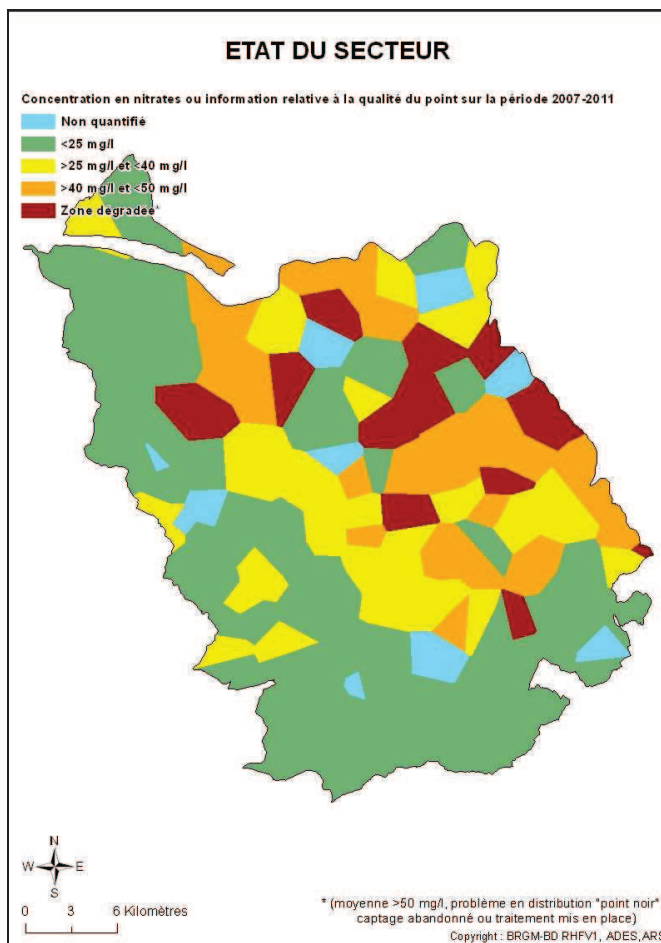 ETAT DU SECTEUR
Concentration en nitrates ou information relative à la qualité du point sur la période 2007-2011
Non quantifié
<25 mg/l
>25 mg/l et <40 mg/l
>40 mg/l et <50 mg/l
Zone dégradée*
N
W E
S
0 3 6 Kilomètres
* (moyenne >50 mg/l, problème en distribution "point noir"
captage abandonné ou traitement mis en place)
Copyright : BRGM-BD RHFV1, ADES,ARS